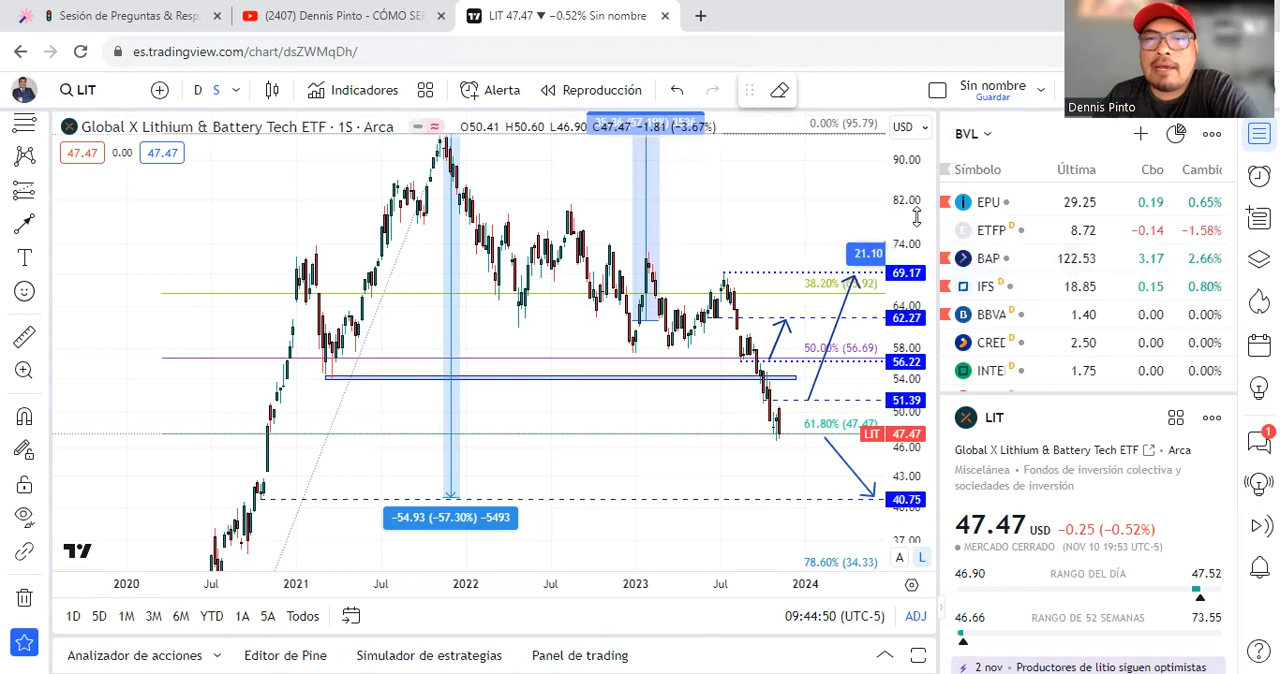 Sesión de Preguntas & Resp
(2407) Dennis Pinto - CÓMO SER
LIT 47.47 ▼ −0.52% Sin nombre
es.tradingview.com/chart/dsZWMqDh/
LIT
D S
Indicadores
Alerta
Reproducción
Sin nombre
Guardar
Dennis Pinto
Global X Lithium & Battery Tech ETF · 1S · Arca
O50.41 H50.60 L46.90 C47.47 −1.81 (−3.67%)
0.00% (95.79)
USD
47.47 0.00 47.47
90.00
82.00
74.00
21.10
69.17
38.20%
64.00
62.27
58.00
50.00% (56.69)
56.22
54.00
51.39
50.00
61.80% (47.47)
LIT 47.47
46.00
43.00
40.75
40.00
−54.93 (−57.30%) −5493
37.00
78.60% (34.33)
A L
2020 Jul 2021 Jul 2022 Jul 2023 Jul 2024
1D 5D 1M 3M 6M YTD 1A 5A Todos
09:44:50 (UTC-5) ADJ
Analizador de acciones
Editor de Pine
Simulador de estrategias
Panel de trading
BVL
Símbolo Última Cbo Cambic
EPU 29.25 0.19 0.65%
ETFP D 8.72 −0.14 −1.58%
BAP 122.53 3.17 2.66%
IFS D 18.85 0.15 0.80%
BBVA D 1.40 0.00 0.00%
CRED D 2.50 0.00 0.00%
INTE D 1.75 0.00 0.00%
LIT
Global X Lithium & Battery Tech ETF · Arca
Miscelánea • Fondos de inversión colectiva y
sociedades de inversión
47.47 USD −0.25 (−0.52%)
MERCADO CERRADO (NOV 10 19:53 UTC-5)
46.90 RANGO DEL DÍA 47.52
46.66 RANGO DE 52 SEMANAS 73.55
2 nov • Productores de litio siguen optimistas
1